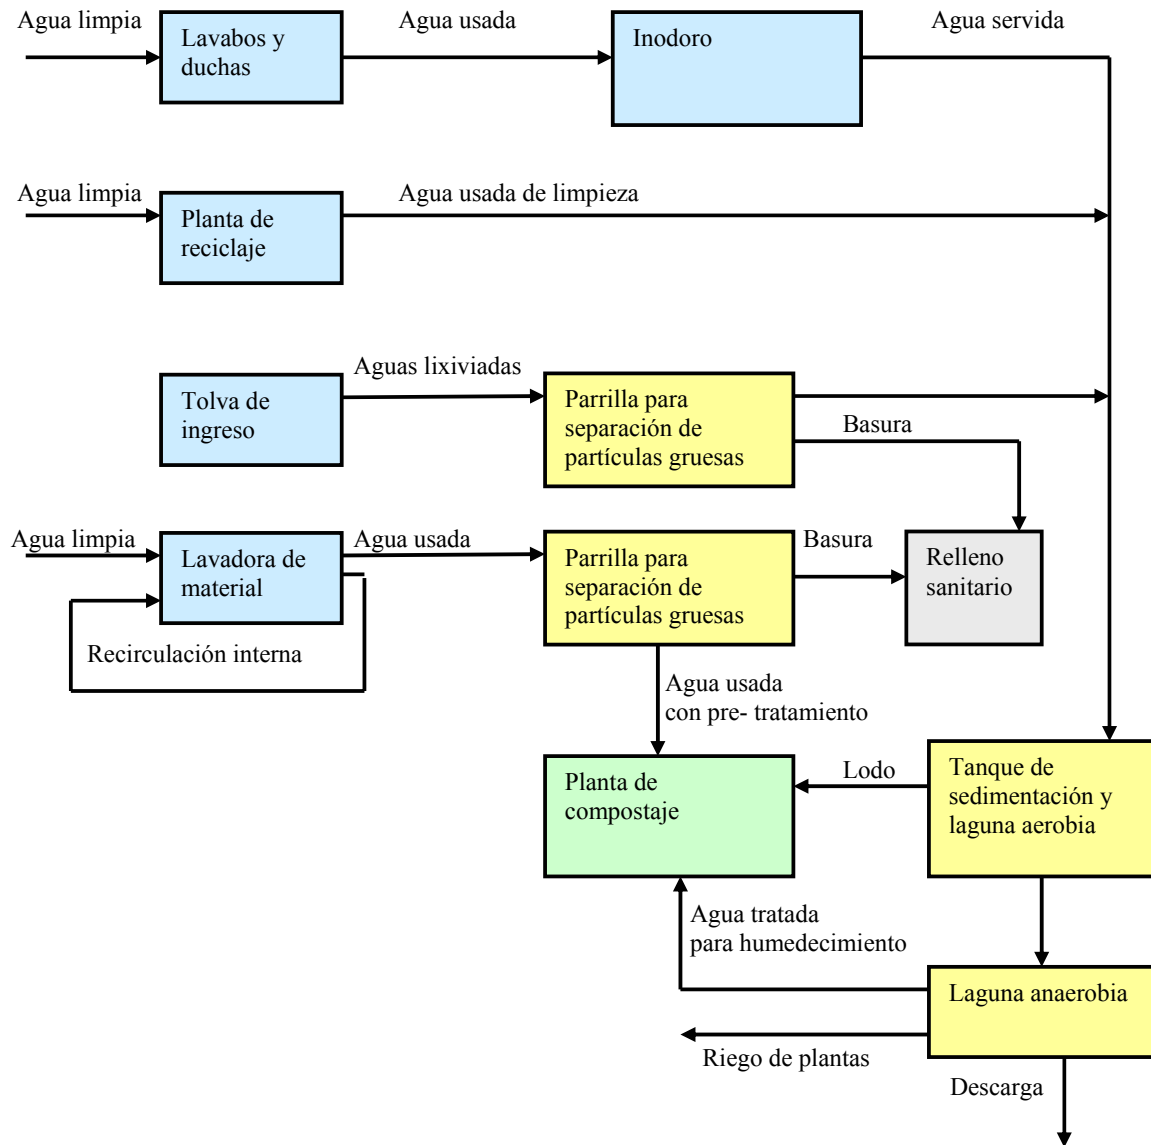 Agua limpia
Agua usada
Agua servida
Lavabos y
duchas
Inodoro
Agua limpia
Agua usada de limpieza
Planta de
reciclaje
Aguas lixiviadas
Tolva de
ingreso
Parrilla para
separación de
partículas gruesas
Basura
Agua limpia
Agua usada
Basura
Lavadora de
material
Parrilla para
separación de
partículas gruesas
Relleno
sanitario
Recirculación interna
Agua usada
con pre- tratamiento
Planta de
compostaje
Lodo
Tanque de
sedimentación y
laguna aerobia
Agua tratada
para humedecimiento
Laguna anaerobia
Riego de plantas
Descarga